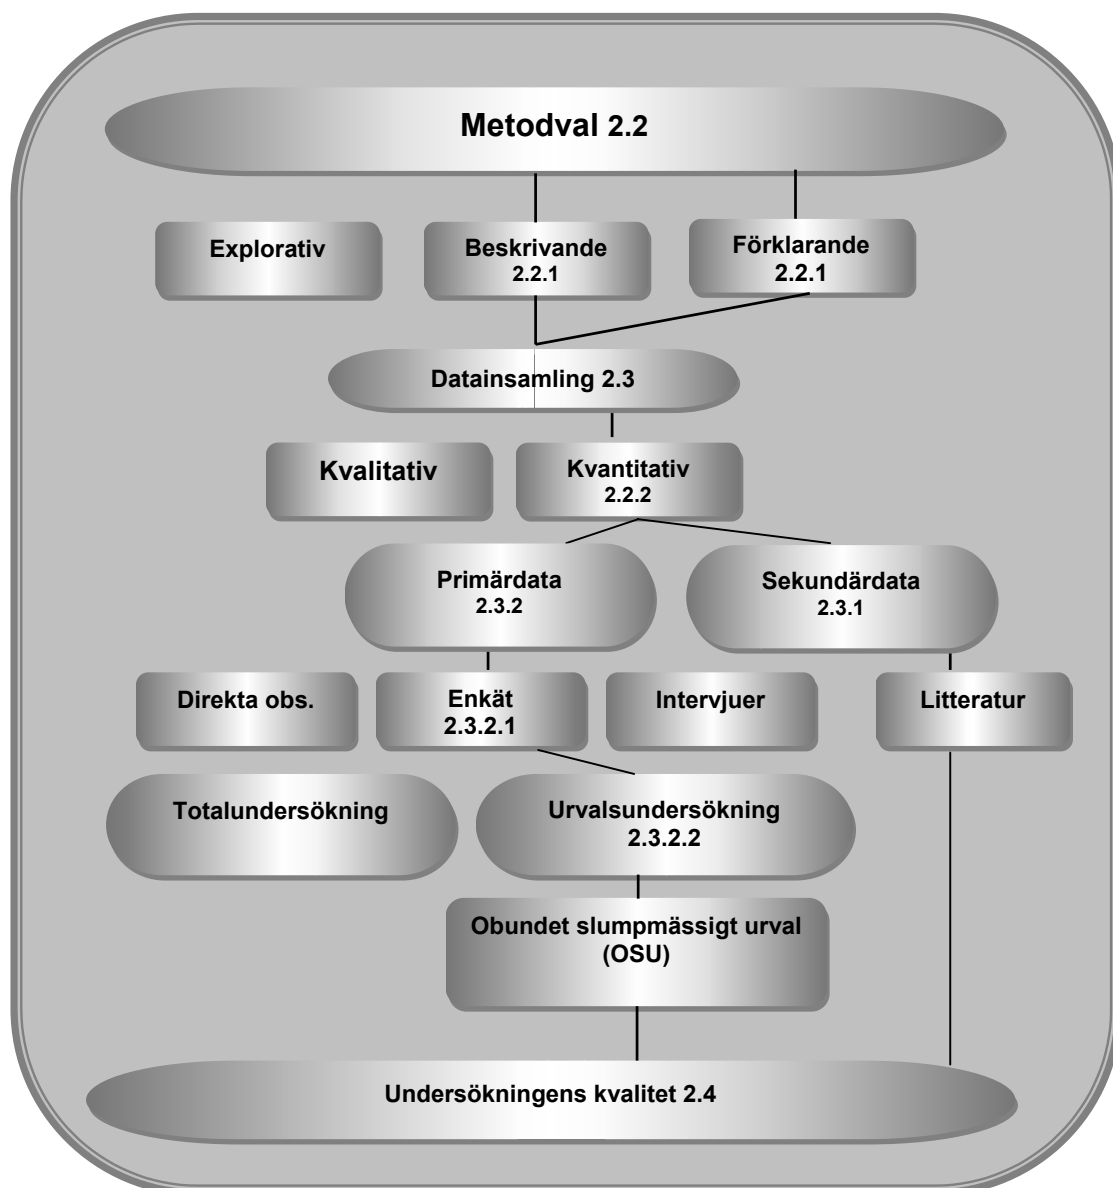 Metodval 2.2
Explorativ
Beskrivande
2.2.1
Förklarande
2.2.1
Datainsamling 2.3
Kvalitativ
Kvantitativ
2.2.2
Primärdata
2.3.2
Sekundärdata
2.3.1
Direkta obs.
Enkät
2.3.2.1
Intervjuer
Litteratur
Totalundersökning
Urvalsundersökning
2.3.2.2
Obundet slumpmässigt urval
(OSU)
Undersökningens kvalitet 2.4